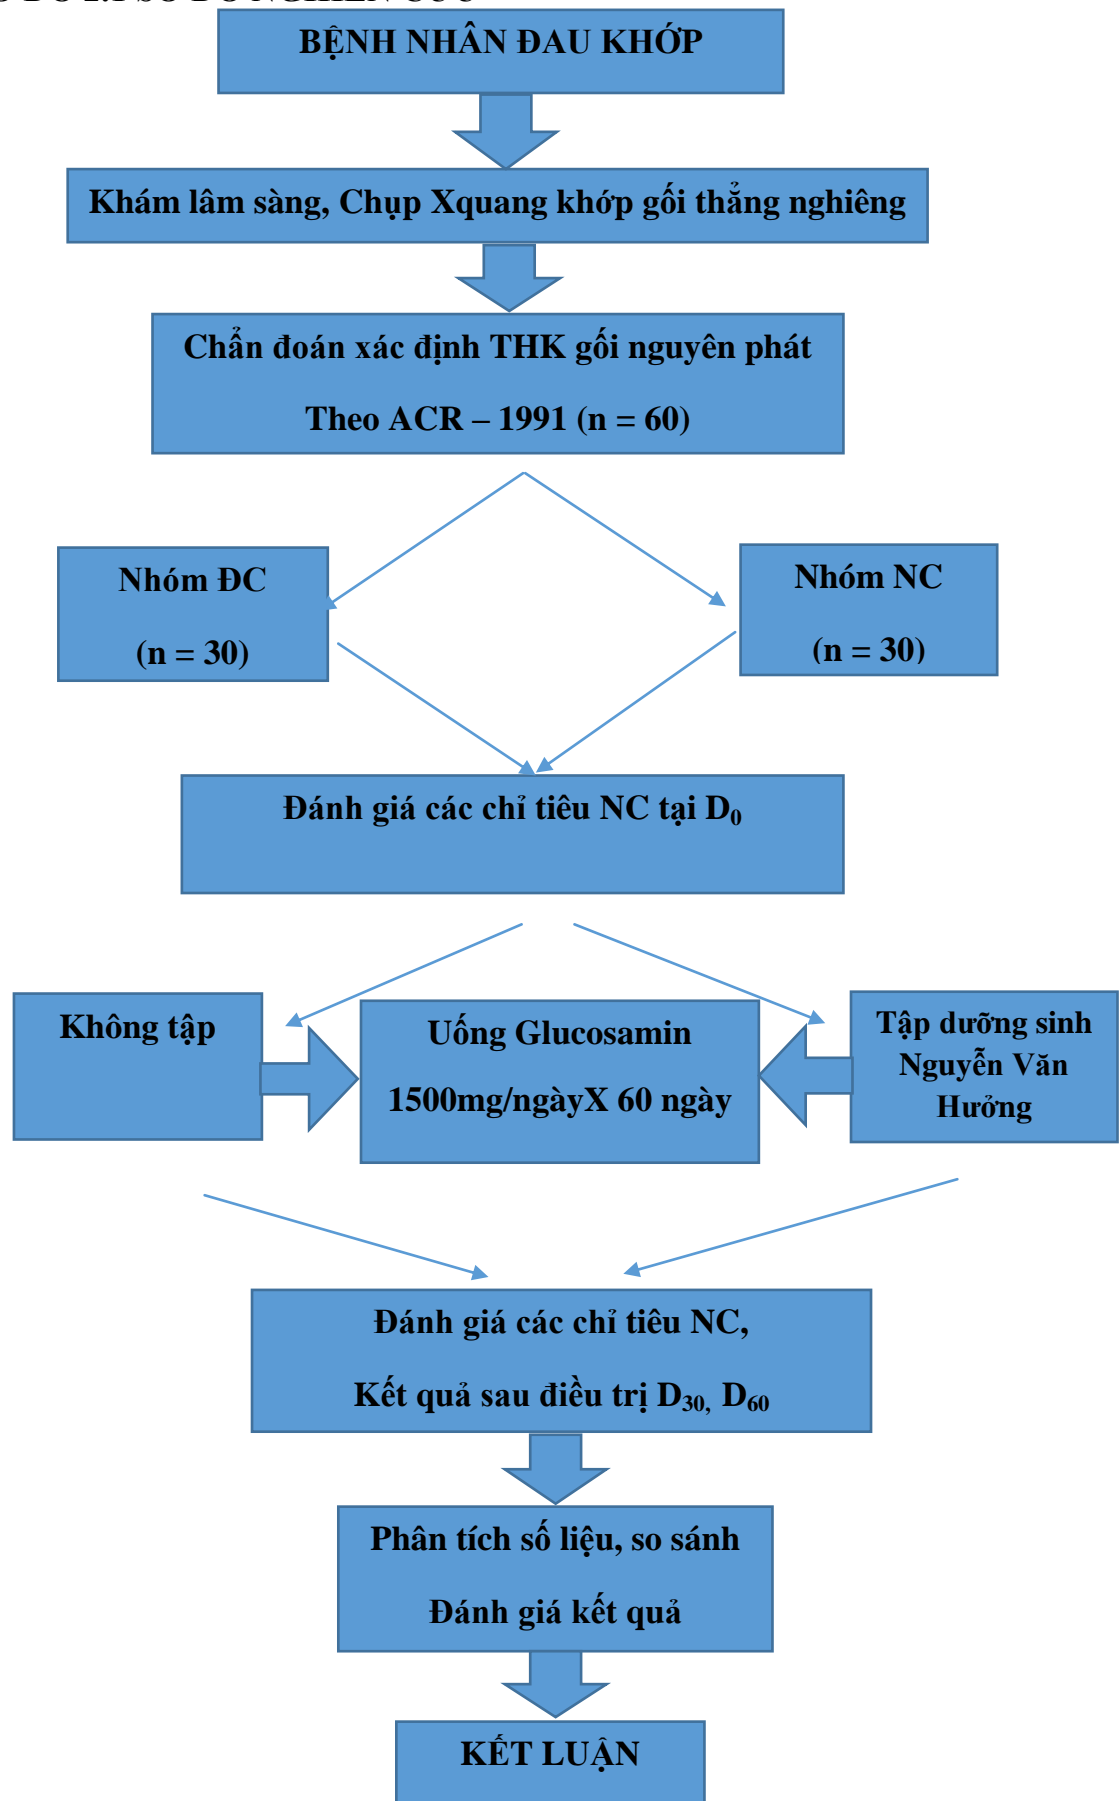 BỆNH NHÂN ĐAU KHỚP
Khám lâm sàng, Chụp Xquang khớp gối thẳng nghiêng
Chẩn đoán xác định THK gối nguyên phát
Theo ACR – 1991 (n = 60)
Nhóm ĐC
(n = 30)
Nhóm NC
(n = 30)
Đánh giá các chỉ tiêu NC tại D₀
Không tập
Uống Glucosamin
1500mg/ngàyX 60 ngày
Tập dưỡng sinh
Nguyễn Văn
Hưởng
Đánh giá các chỉ tiêu NC,
Kết quả sau điều trị D₃₀, D₆₀
Phân tích số liệu, so sánh
Đánh giá kết quả
KẾT LUẬN